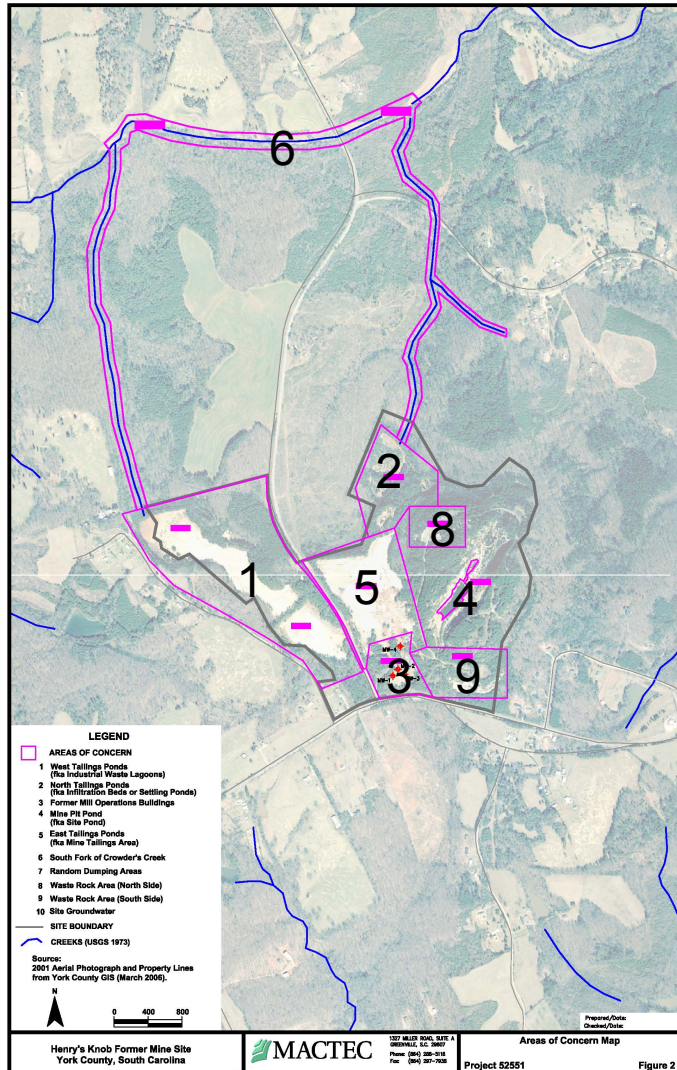 6
2
8
1
5
4
MW-4
3
MW-2
MW-1
9
LEGEND
AREAS OF CONCERN
1 West Tailings Ponds
(fka Industrial Waste Lagoons)
2 North Tailings Ponds
(fka Infiltration Beds or Settling Ponds)
3 Former Mill Operations Buildings
4 Mine Pit Pond
(fka Site Pond)
5 East Tailings Ponds
(fka Mine Tailings Area)
6 South Fork of Crowder's Creek
7 Random Dumping Areas
8 Waste Rock Area (North Side)
9 Waste Rock Area (South Side)
10 Site Groundwater
SITE BOUNDARY
CREEKS (USGS 1973)
Source:
2001 Aerial Photograph and Property Lines
from York County GIS (March 2006).
N
0 400 800
Prepared/Date:
Checked/Date:
Henry's Knob Former Mine Site
York County, South Carolina
MACTEC
1327 MILLER ROAD, SUITE A
GREENVILLE, S.C. 29607
Phone: (864)
Fax: (864)
Areas of Concern Map
Project 52551 Figure 2